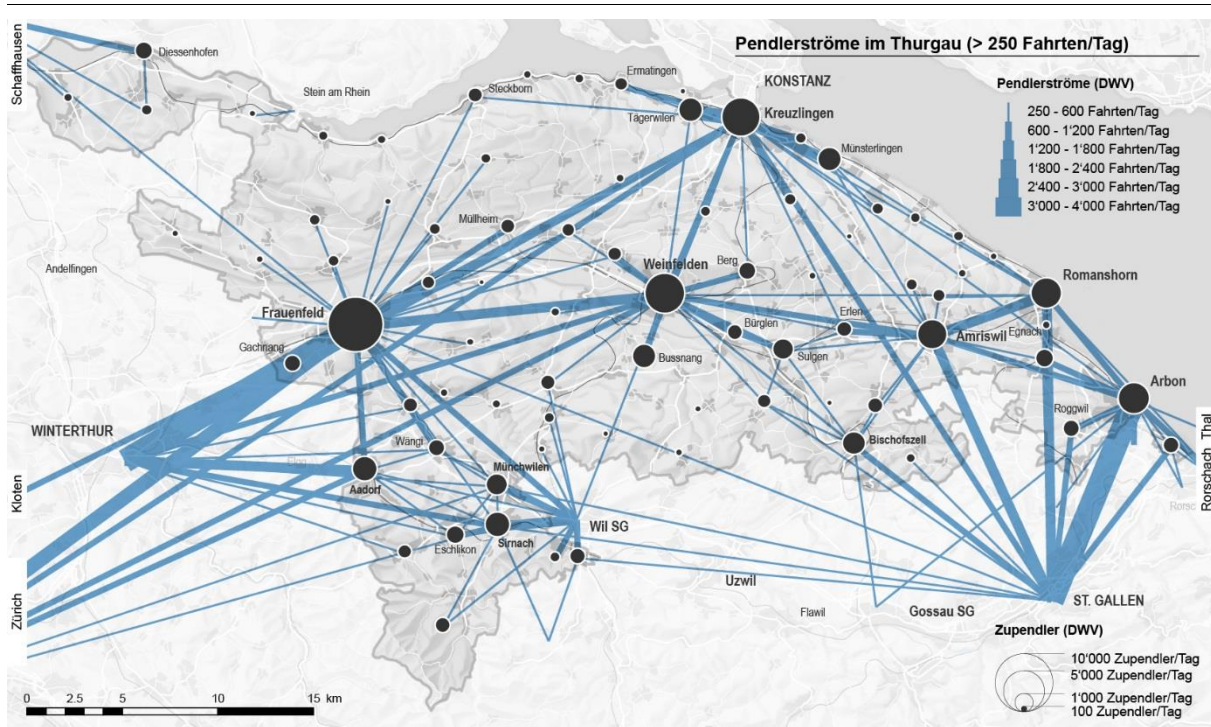 Pendlerströme im Thurgau (> 250 Fahrten/Tag)
Pendlerströme (DWV)
250 - 600 Fahrten/Tag
600 - 1'200 Fahrten/Tag
1'200 - 1'800 Fahrten/Tag
1'800 - 2'400 Fahrten/Tag
2'400 - 3'000 Fahrten/Tag
3'000 - 4'000 Fahrten/Tag
Schaffhausen
Diessenhofen
Stein am Rhein
Steckborn
Ermatingen
Tägerwilen
KONSTANZ
Kreuzlingen
Münsterlingen
Andelfingen
Müllheim
Weinfelden
Berg
Romanshorn
Frauenfeld
Gachnang
Bürglen
Erlen
Amriswil
Egnach
Bussnang
Sulgen
Arbon
Roggwil
WINTERTHUR
Wängi
Bischofszell
Münchwilen
Aadorf
Kloten
Thal
Rorschach
Eschlikon
Sirnach
Wil SG
Uzwil
Flawil
Gossau SG
ST. GALLEN
Zürich
Zupendler (DWV)
10'000 Zupendler/Tag
5'000 Zupendler/Tag
1'000 Zupendler/Tag
100 Zupendler/Tag
0 2.5 5 10 15 km